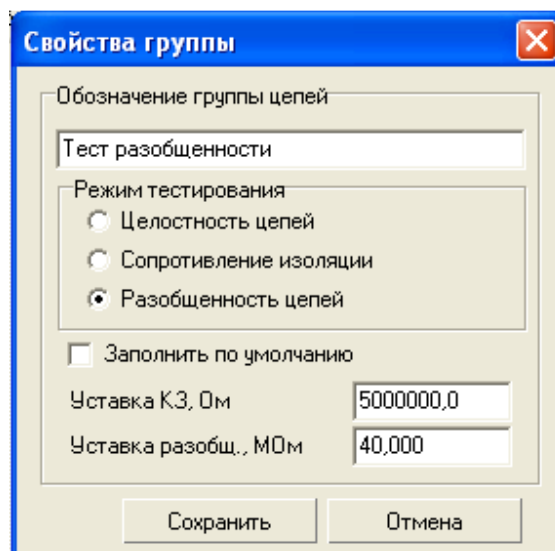 Свойства группы
Обозначение группы цепей
Тест разобщенности
Режим тестирования
Целостность цепей
Сопротивление изоляции
Разобщенность цепей
Заполнить по умолчанию
Уставка КЗ, Ом 5000000,0
Уставка разобщ., МОм 40,000
Сохранить Отмена